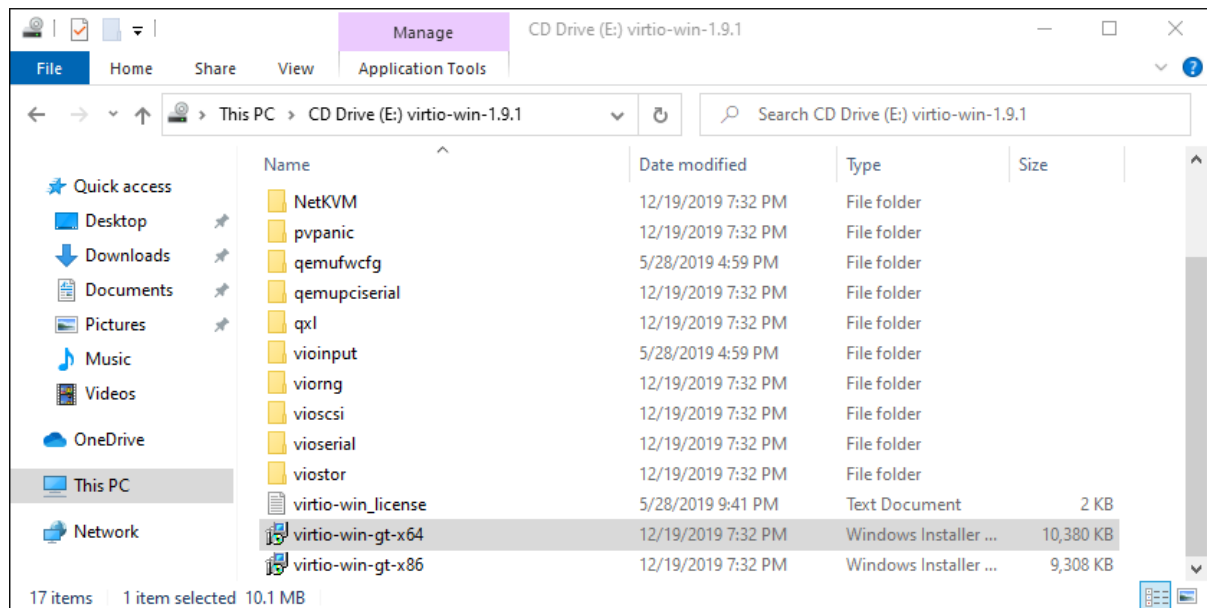 Manage CD Drive (E:) virtio-win-1.9.1
File Home Share View Application Tools
This PC > CD Drive (E:) virtio-win-1.9.1 Search CD Drive (E:) virtio-win-1.9.1
Name Date modified Type Size
Quick access
Desktop
Downloads
Documents
Pictures
Music
Videos
OneDrive
This PC
Network
NetKVM 12/19/2019 7:32 PM File folder
pvpanic 12/19/2019 7:32 PM File folder
qemufwcfg 5/28/2019 4:59 PM File folder
qemupciserial 12/19/2019 7:32 PM File folder
qxl 12/19/2019 7:32 PM File folder
vioinput 5/28/2019 4:59 PM File folder
viorng 12/19/2019 7:32 PM File folder
vioscsi 12/19/2019 7:32 PM File folder
vioserial 12/19/2019 7:32 PM File folder
viostor 12/19/2019 7:32 PM File folder
virtio-win_license 5/28/2019 9:41 PM Text Document 2 KB
virtio-win-gt-x64 12/19/2019 7:32 PM Windows Installer ... 10,380 KB
virtio-win-gt-x86 12/19/2019 7:32 PM Windows Installer ... 9,308 KB
17 items 1 item selected 10.1 MB